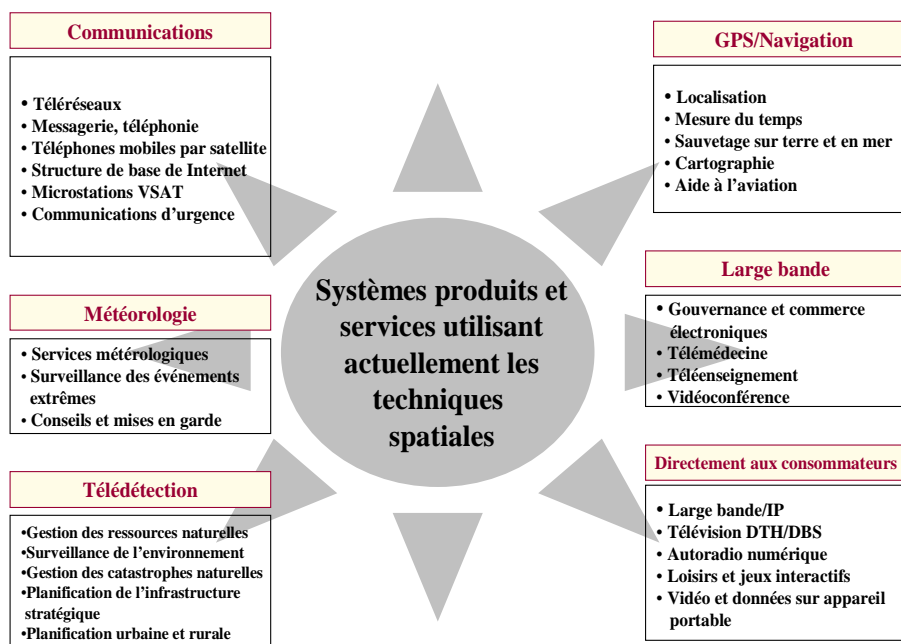 Communications
• Téléréseaux
• Messagerie, téléphonie
• Téléphones mobiles par satellite
• Structure de base de Internet
• Microstations VSAT
• Communications d'urgence
Météorologie
• Services métérologiques
• Surveillance des événements
extrêmes
• Conseils et mises en garde
Télédétection
•Gestion des ressources naturelles
•Surveillance de l'environnement
•Gestion des catastrophes naturelles
•Planification de l'infrastructure
stratégique
•Planification urbaine et rurale
Systèmes produits et
services utilisant
actuellement les
techniques
spatiales
GPS/Navigation
• Localisation
• Mesure du temps
• Sauvetage sur terre et en mer
• Cartographie
• Aide à l'aviation
Large bande
• Gouvernance et commerce
électroniques
• Télémédecine
• Téléenseignement
• Vidéoconférence
Directement aux consommateurs
• Large bande/IP
• Télévision DTH/DBS
• Autoradio numérique
• Loisirs et jeux interactifs
• Vidéo et données sur appareil
portable